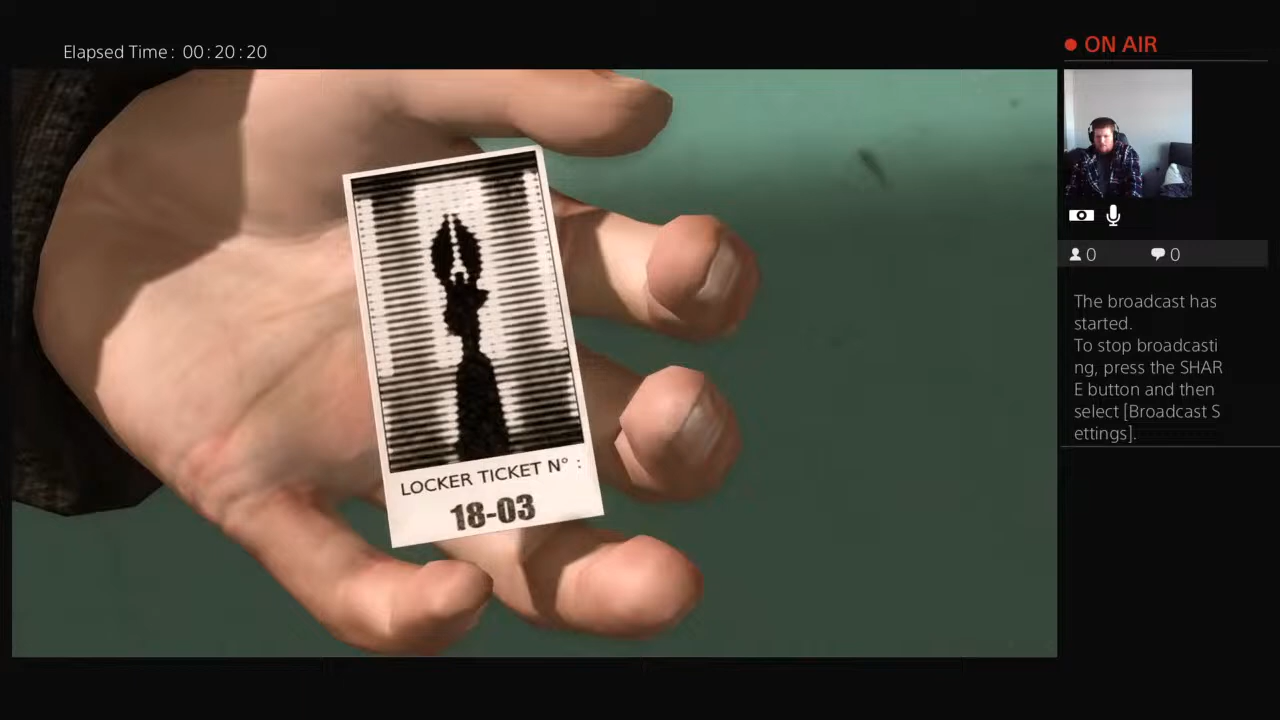 Elapsed Time: 00:20:20
ON AIR
LOCKER TICKET N° :
18-03
0
0
The broadcast has
started.
To stop broadcasti
ng, press the SHAR
E button and then
select [Broadcast S
ettings].